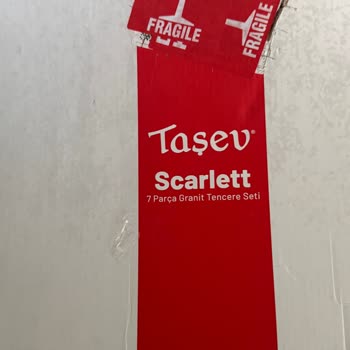 FRAGILE
FRAGILE
Taşev®
Scarlett
7 Parça Granit Tencere Seti